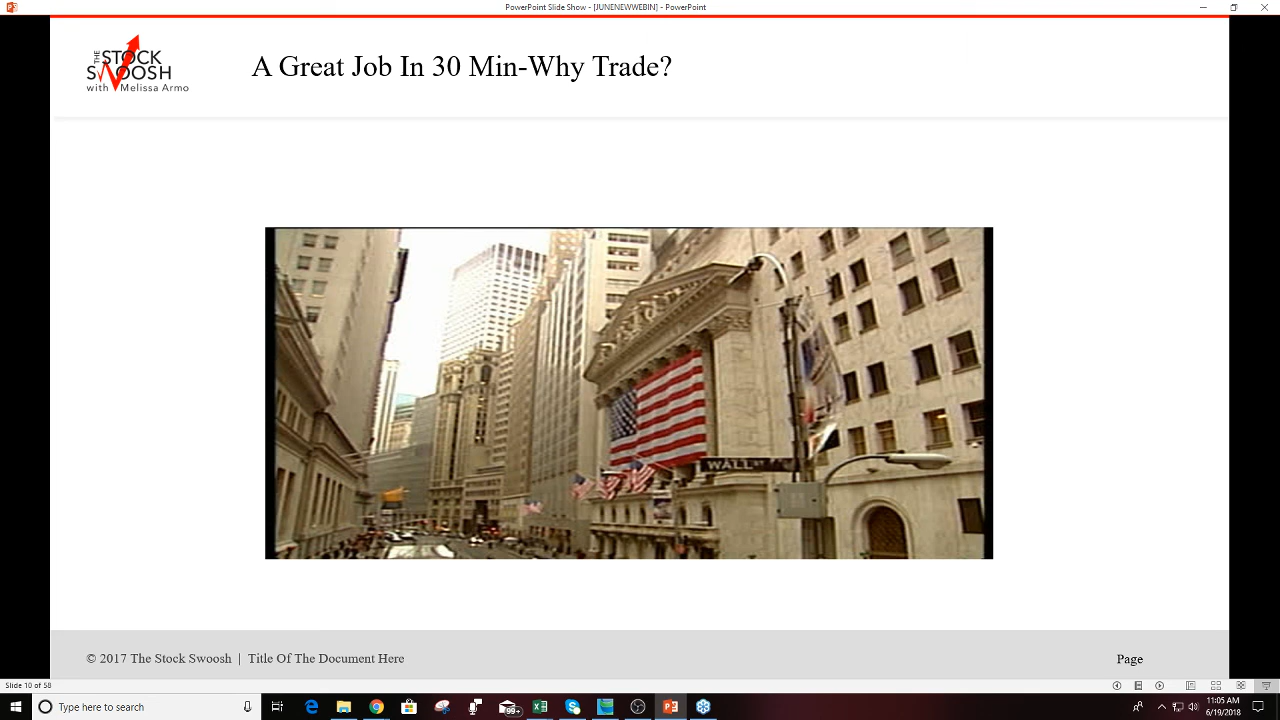 PowerPoint Slide Show - [JUNENEWWEBIN] - PowerPoint
THE
STOCK
SWOOSH
with Melissa Armo
A Great Job In 30 Min-Why Trade?
WALL ST
© 2017 The Stock Swoosh | Title Of The Document Here
Page
Slide 10 of 58
Type here to search
99+
11:05 AM
6/19/2018